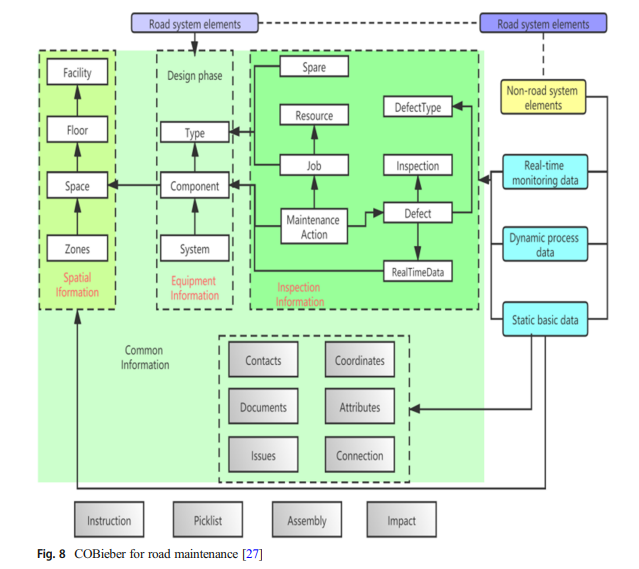 Road system elements
Road system elements
Facility
Design phase
Spare
Non-road system
elements
DefectType
Resource
Floor
Type
Job
Inspection
Real-time
monitoring data
Space
Component
Maintenance
Action
Defect
Dynamic process
data
Zones
System
RealTimeData
Spatial
Iformation
Equipment
Information
Inspection
Information
Static basic data
Common
Information
Contacts
Coordinates
Documents
Attributes
Issues
Connection
Instruction
Picklist
Assembly
Impact
Fig. 8 COBieber for road maintenance [27]